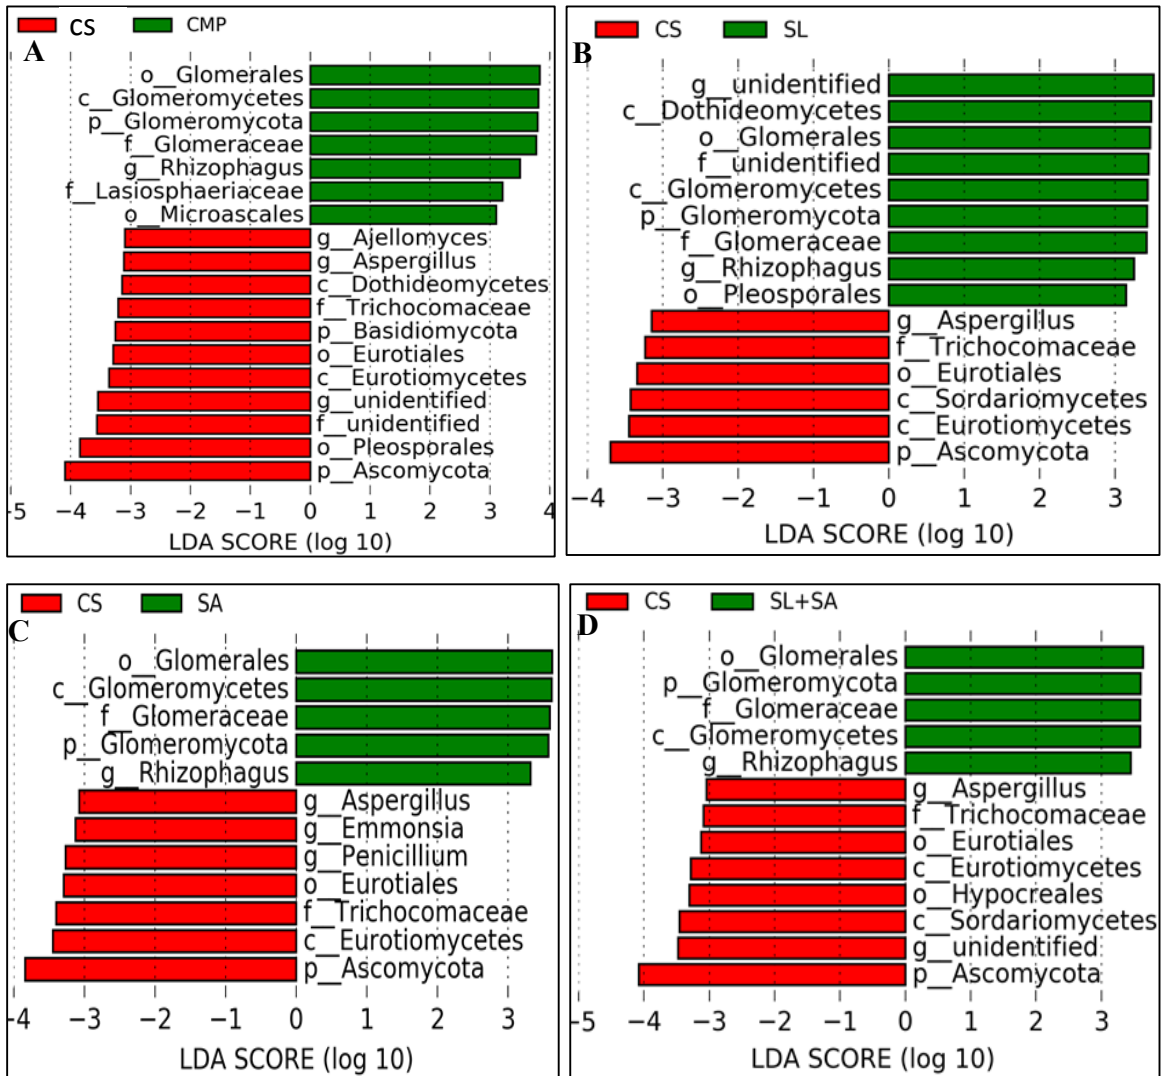 CS CMP
A
o__Glomerales
c__Glomeromycetes
p__Glomeromycota
f__Glomeraceae
g__Rhizophagus
f__Lasiosphaeriaceae
o__Microascales
g__Ajellomyces
g__Aspergillus
c__Dothideomycetes
f__Trichocomaceae
p__Basidiomycota
o__Eurotiales
c__Eurotiomycetes
g__unidentified
f__unidentified
o__Pleosporales
p__Ascomycota
-5 −4 −3 −2 −1 0 1 2 3 4
LDA SCORE (log 10)
CS SL
B
g__unidentified
c__Dothideomycetes
o__Glomerales
f__unidentified
c__Glomeromycetes
p__Glomeromycota
f__Glomeraceae
g__Rhizophagus
o__Pleosporales
g__Aspergillus
f__Trichocomaceae
o__Eurotiales
c__Sordariomycetes
c__Eurotiomycetes
p__Ascomycota
−4 −3 −2 −1 0 1 2 3
LDA SCORE (log 10)
CS SA
C
o__Glomerales
c__Glomeromycetes
f__Glomeraceae
p__Glomeromycota
g__Rhizophagus
g__Aspergillus
g__Emmonsia
g__Penicillium
o__Eurotiales
f__Trichocomaceae
c__Eurotiomycetes
p__Ascomycota
−4 −3 −2 −1 0 1 2 3
LDA SCORE (log 10)
CS SL+SA
D
o__Glomerales
p__Glomeromycota
f__Glomeraceae
c__Glomeromycetes
g__Rhizophagus
g__Aspergillus
f__Trichocomaceae
o__Eurotiales
c__Eurotiomycetes
o__Hypocreales
c__Sordariomycetes
g__unidentified
p__Ascomycota
−5 −4 −3 −2 −1 0 1 2 3
LDA SCORE (log 10)